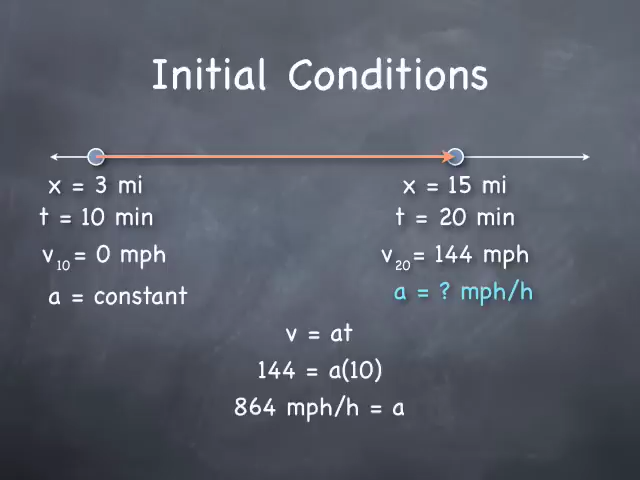 Initial Conditions
x = 3 mi
t = 10 min
v₁₀ = 0 mph
a = constant
x = 15 mi
t = 20 min
v₂₀ = 144 mph
a = ? mph/h
v = at
144 = a(10)
864 mph/h = a